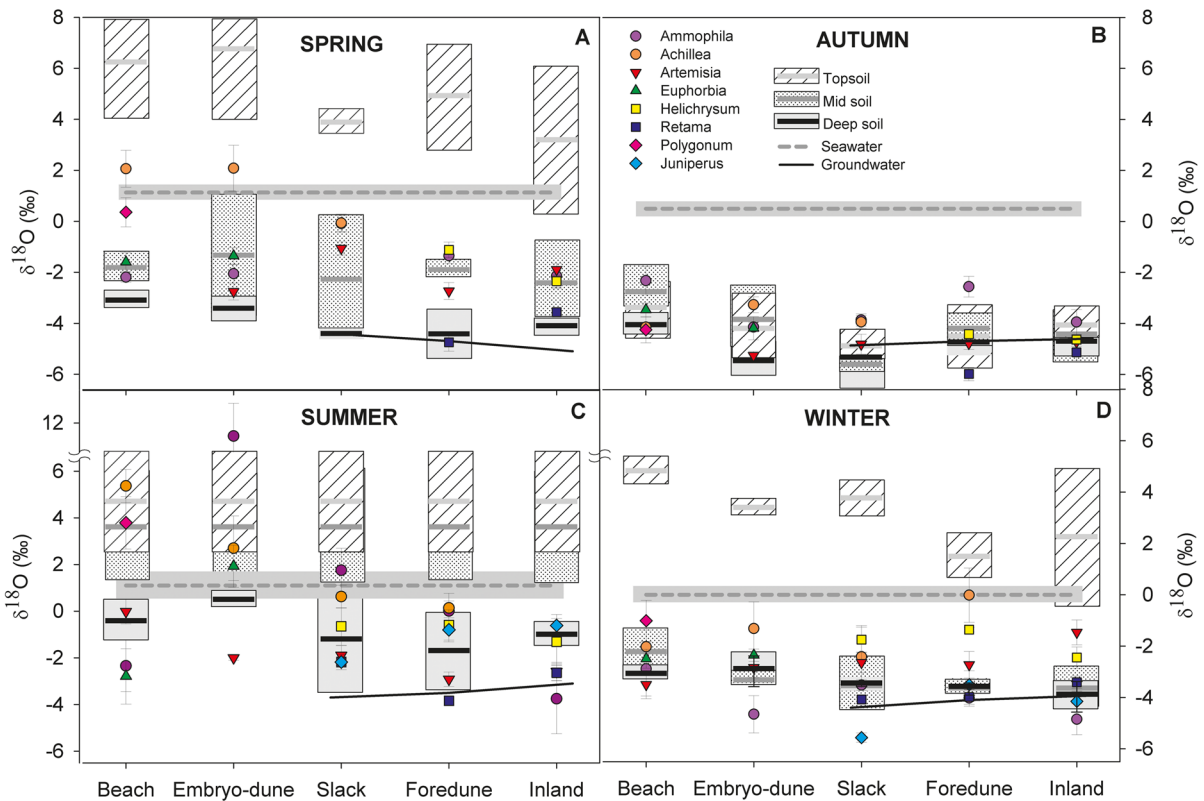 8
6
4
2
0
-2
-4
-6
δ18O (‰)
SPRING
A
Ammophila
Achillea
Artemisia
Euphorbia
Helichrysum
Retama
Polygonum
Juniperus
AUTUMN
B
Topsoil
Mid soil
Deep soil
Seawater
Groundwater
8
6
4
2
0
-2
-4
-6
δ18O (‰)
12
6
4
2
0
-2
-4
-6
δ18O (‰)
SUMMER
C
WINTER
D
8
6
4
2
0
-2
-4
-6
δ18O (‰)
Beach Embryo-dune Slack Foredune Inland
Beach Embryo-dune Slack Foredune Inland